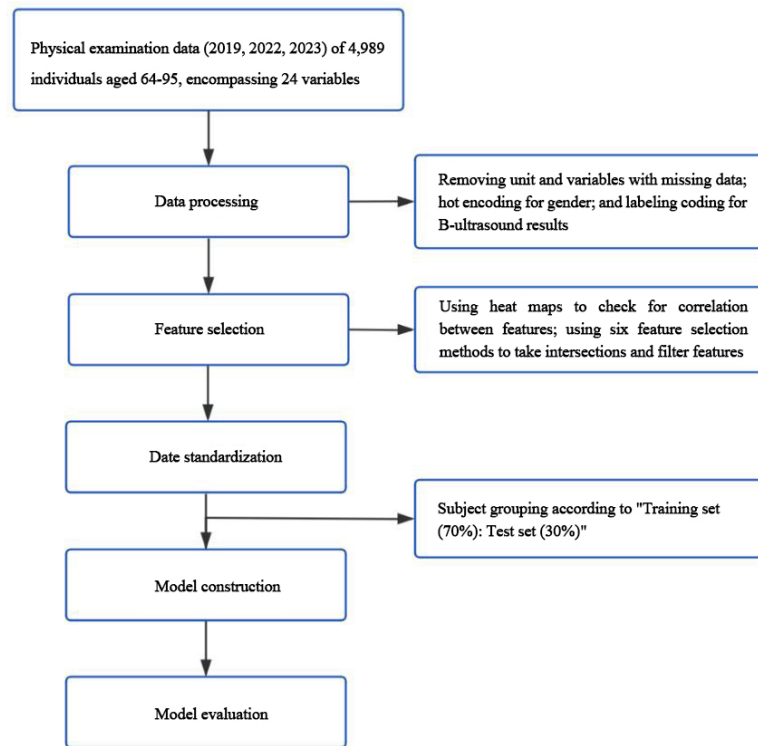 Physical examination data (2019, 2022, 2023) of 4,989
individuals aged 64-95, encompassing 24 variables
Data processing
Removing unit and variables with missing data;
hot encoding for gender; and labeling coding for
B-ultrasound results
Feature selection
Using heat maps to check for correlation
between features; using six feature selection
methods to take intersections and filter features
Date standardization
Subject grouping according to "Training set
(70%): Test set (30%)"
Model construction
Model evaluation